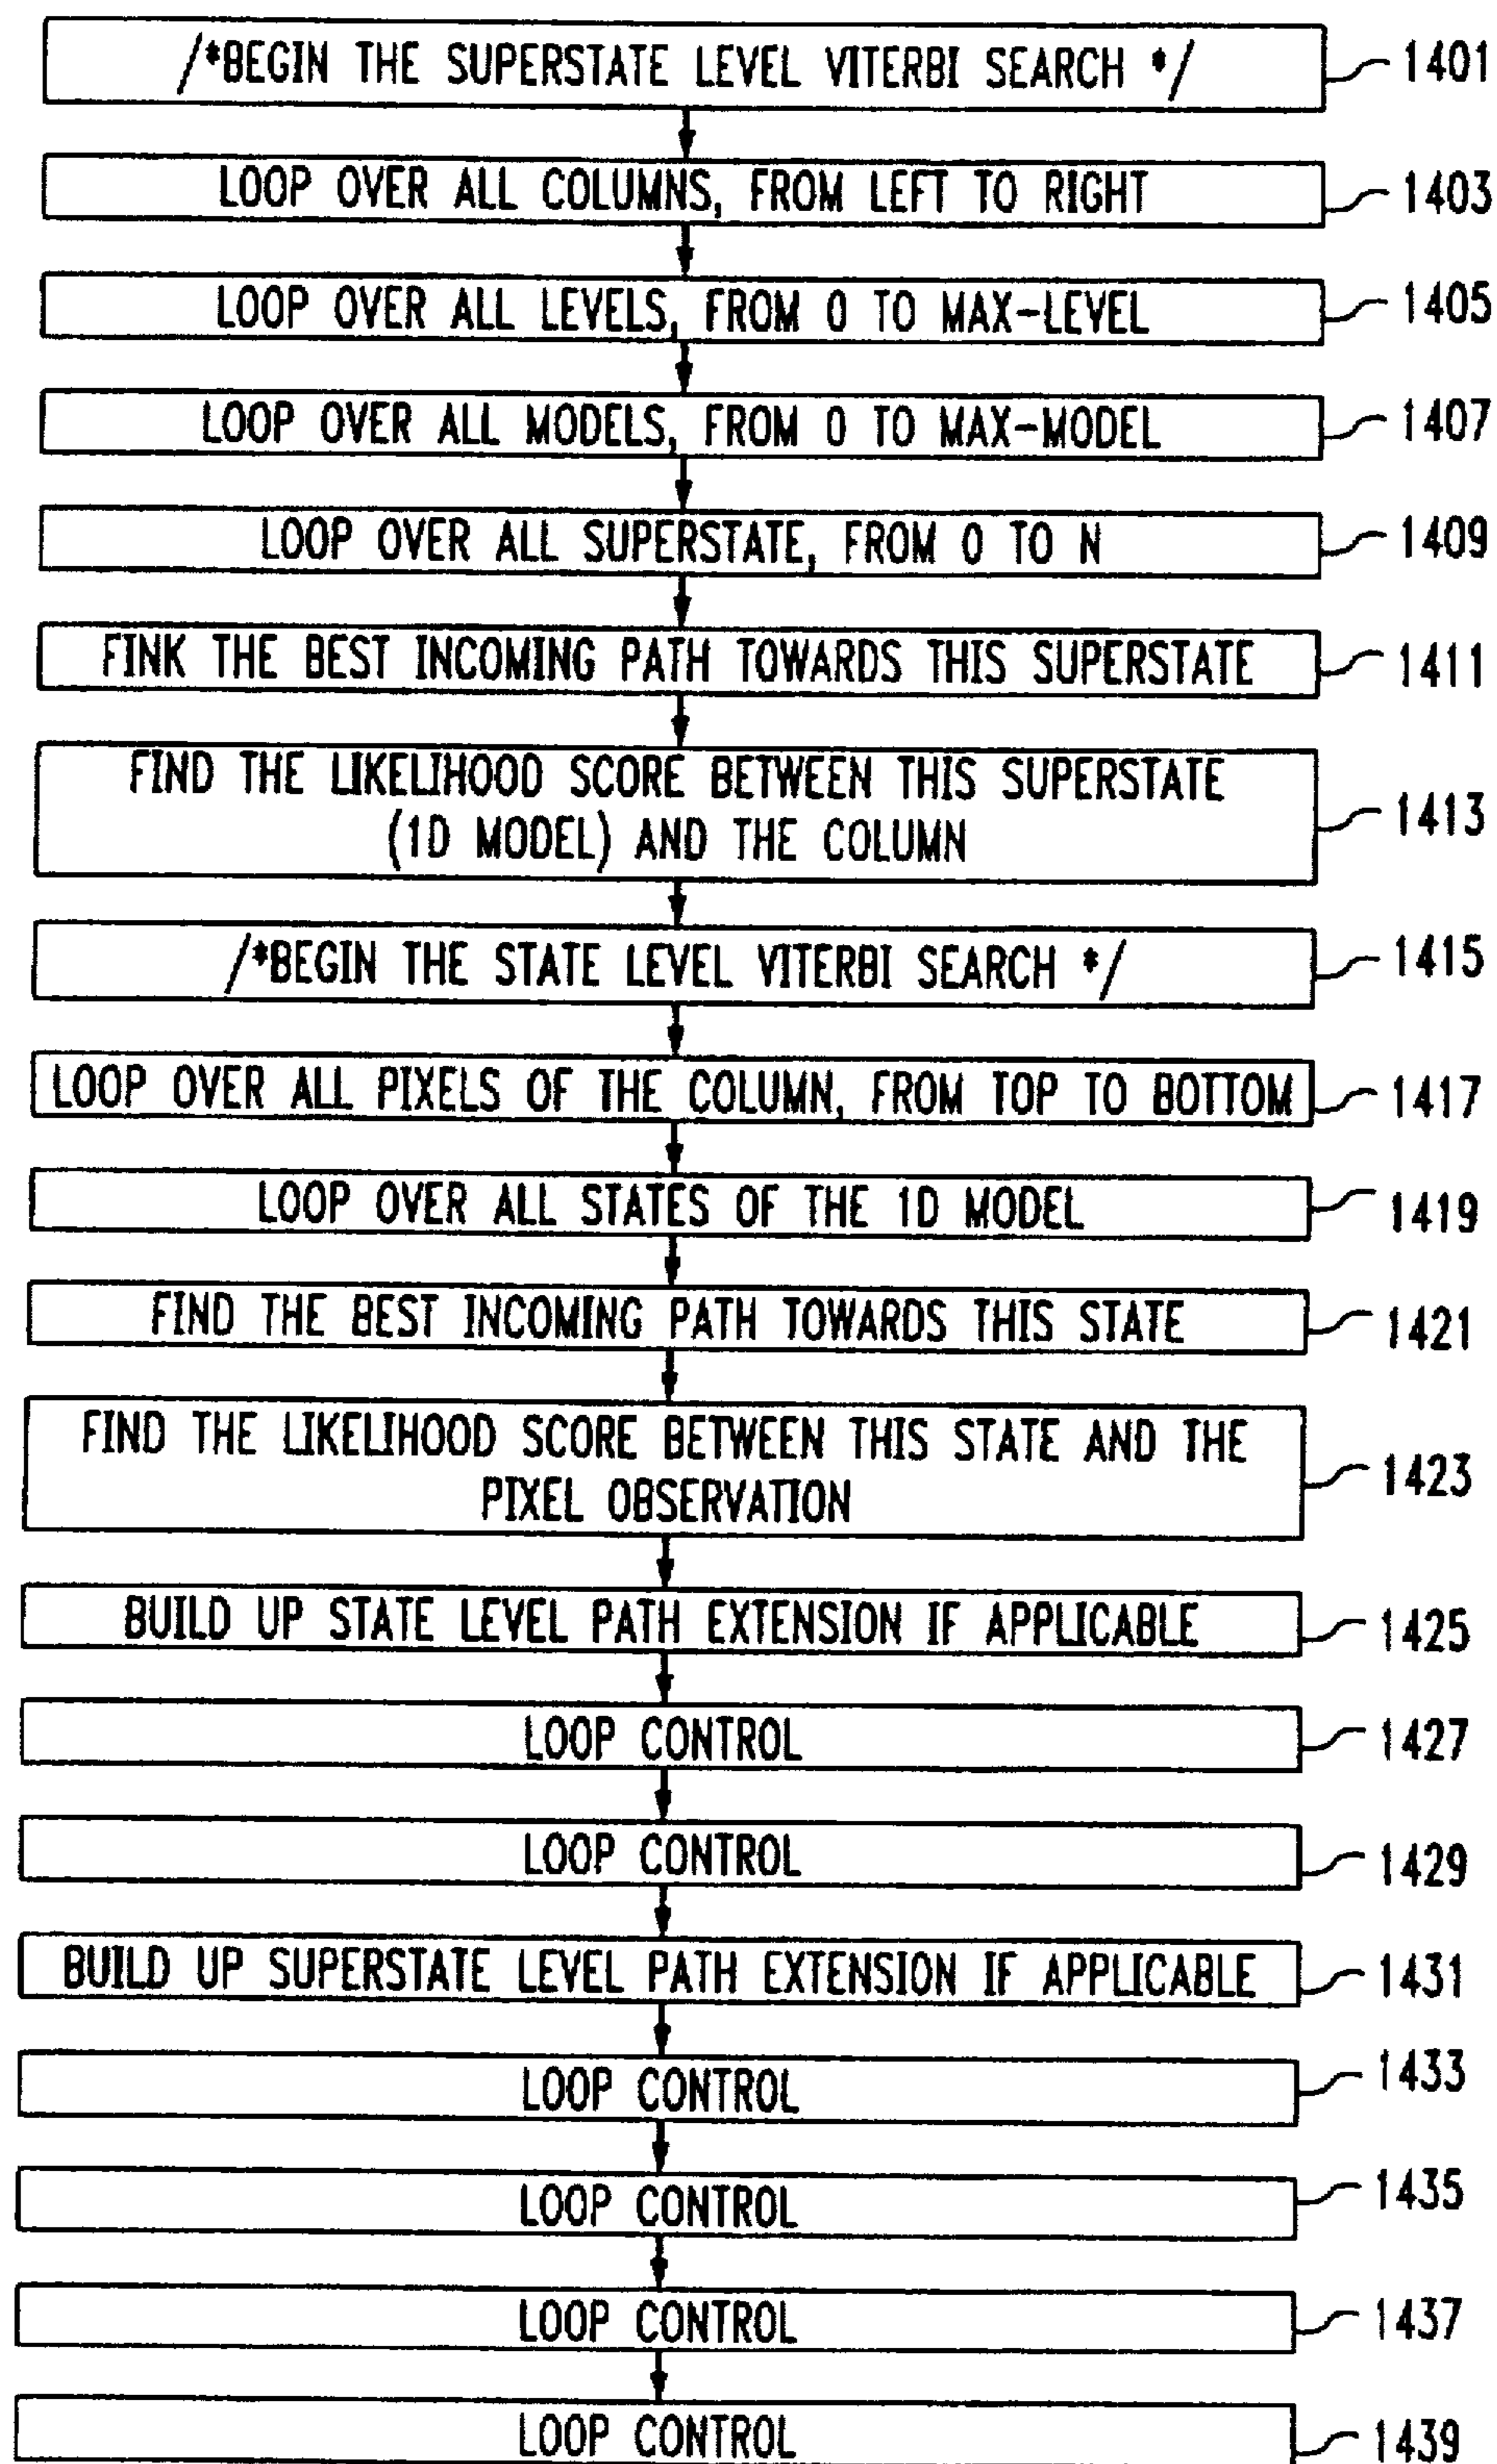 /*BEGIN THE SUPERSTATE LEVEL VITERBI SEARCH */ 1401
LOOP OVER ALL COLUMNS, FROM LEFT TO RIGHT 1403
LOOP OVER ALL LEVELS, FROM 0 TO MAX-LEVEL 1405
LOOP OVER ALL MODELS, FROM 0 TO MAX-MODEL 1407
LOOP OVER ALL SUPERSTATE, FROM 0 TO N 1409
FINK THE BEST INCOMING PATH TOWARDS THIS SUPERSTATE 1411
FIND THE LIKELIHOOD SCORE BETWEEN THIS SUPERSTATE
(1D MODEL) AND THE COLUMN 1413
/*BEGIN THE STATE LEVEL VITERBI SEARCH */ 1415
LOOP OVER ALL PIXELS OF THE COLUMN, FROM TOP TO BOTTOM 1417
LOOP OVER ALL STATES OF THE 1D MODEL 1419
FIND THE BEST INCOMING PATH TOWARDS THIS STATE 1421
FIND THE LIKELIHOOD SCORE BETWEEN THIS STATE AND THE
PIXEL OBSERVATION 1423
BUILD UP STATE LEVEL PATH EXTENSION IF APPLICABLE 1425
LOOP CONTROL 1427
LOOP CONTROL 1429
BUILD UP SUPERSTATE LEVEL PATH EXTENSION IF APPLICABLE 1431
LOOP CONTROL 1433
LOOP CONTROL 1435
LOOP CONTROL 1437
LOOP CONTROL 1439